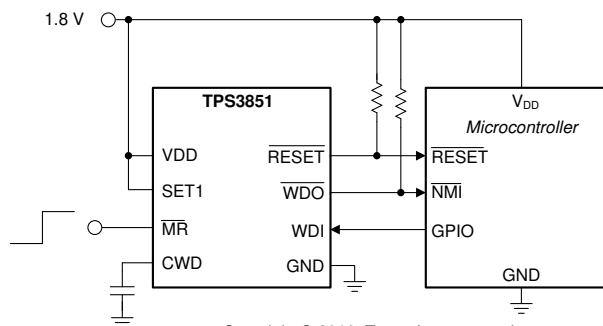 1.8 V
TPS3851
VDD
Microcontroller
VDD
RESET
RESET
SET1
WDO
NMI
MR
WDI
GPIO
CWD
GND
GND